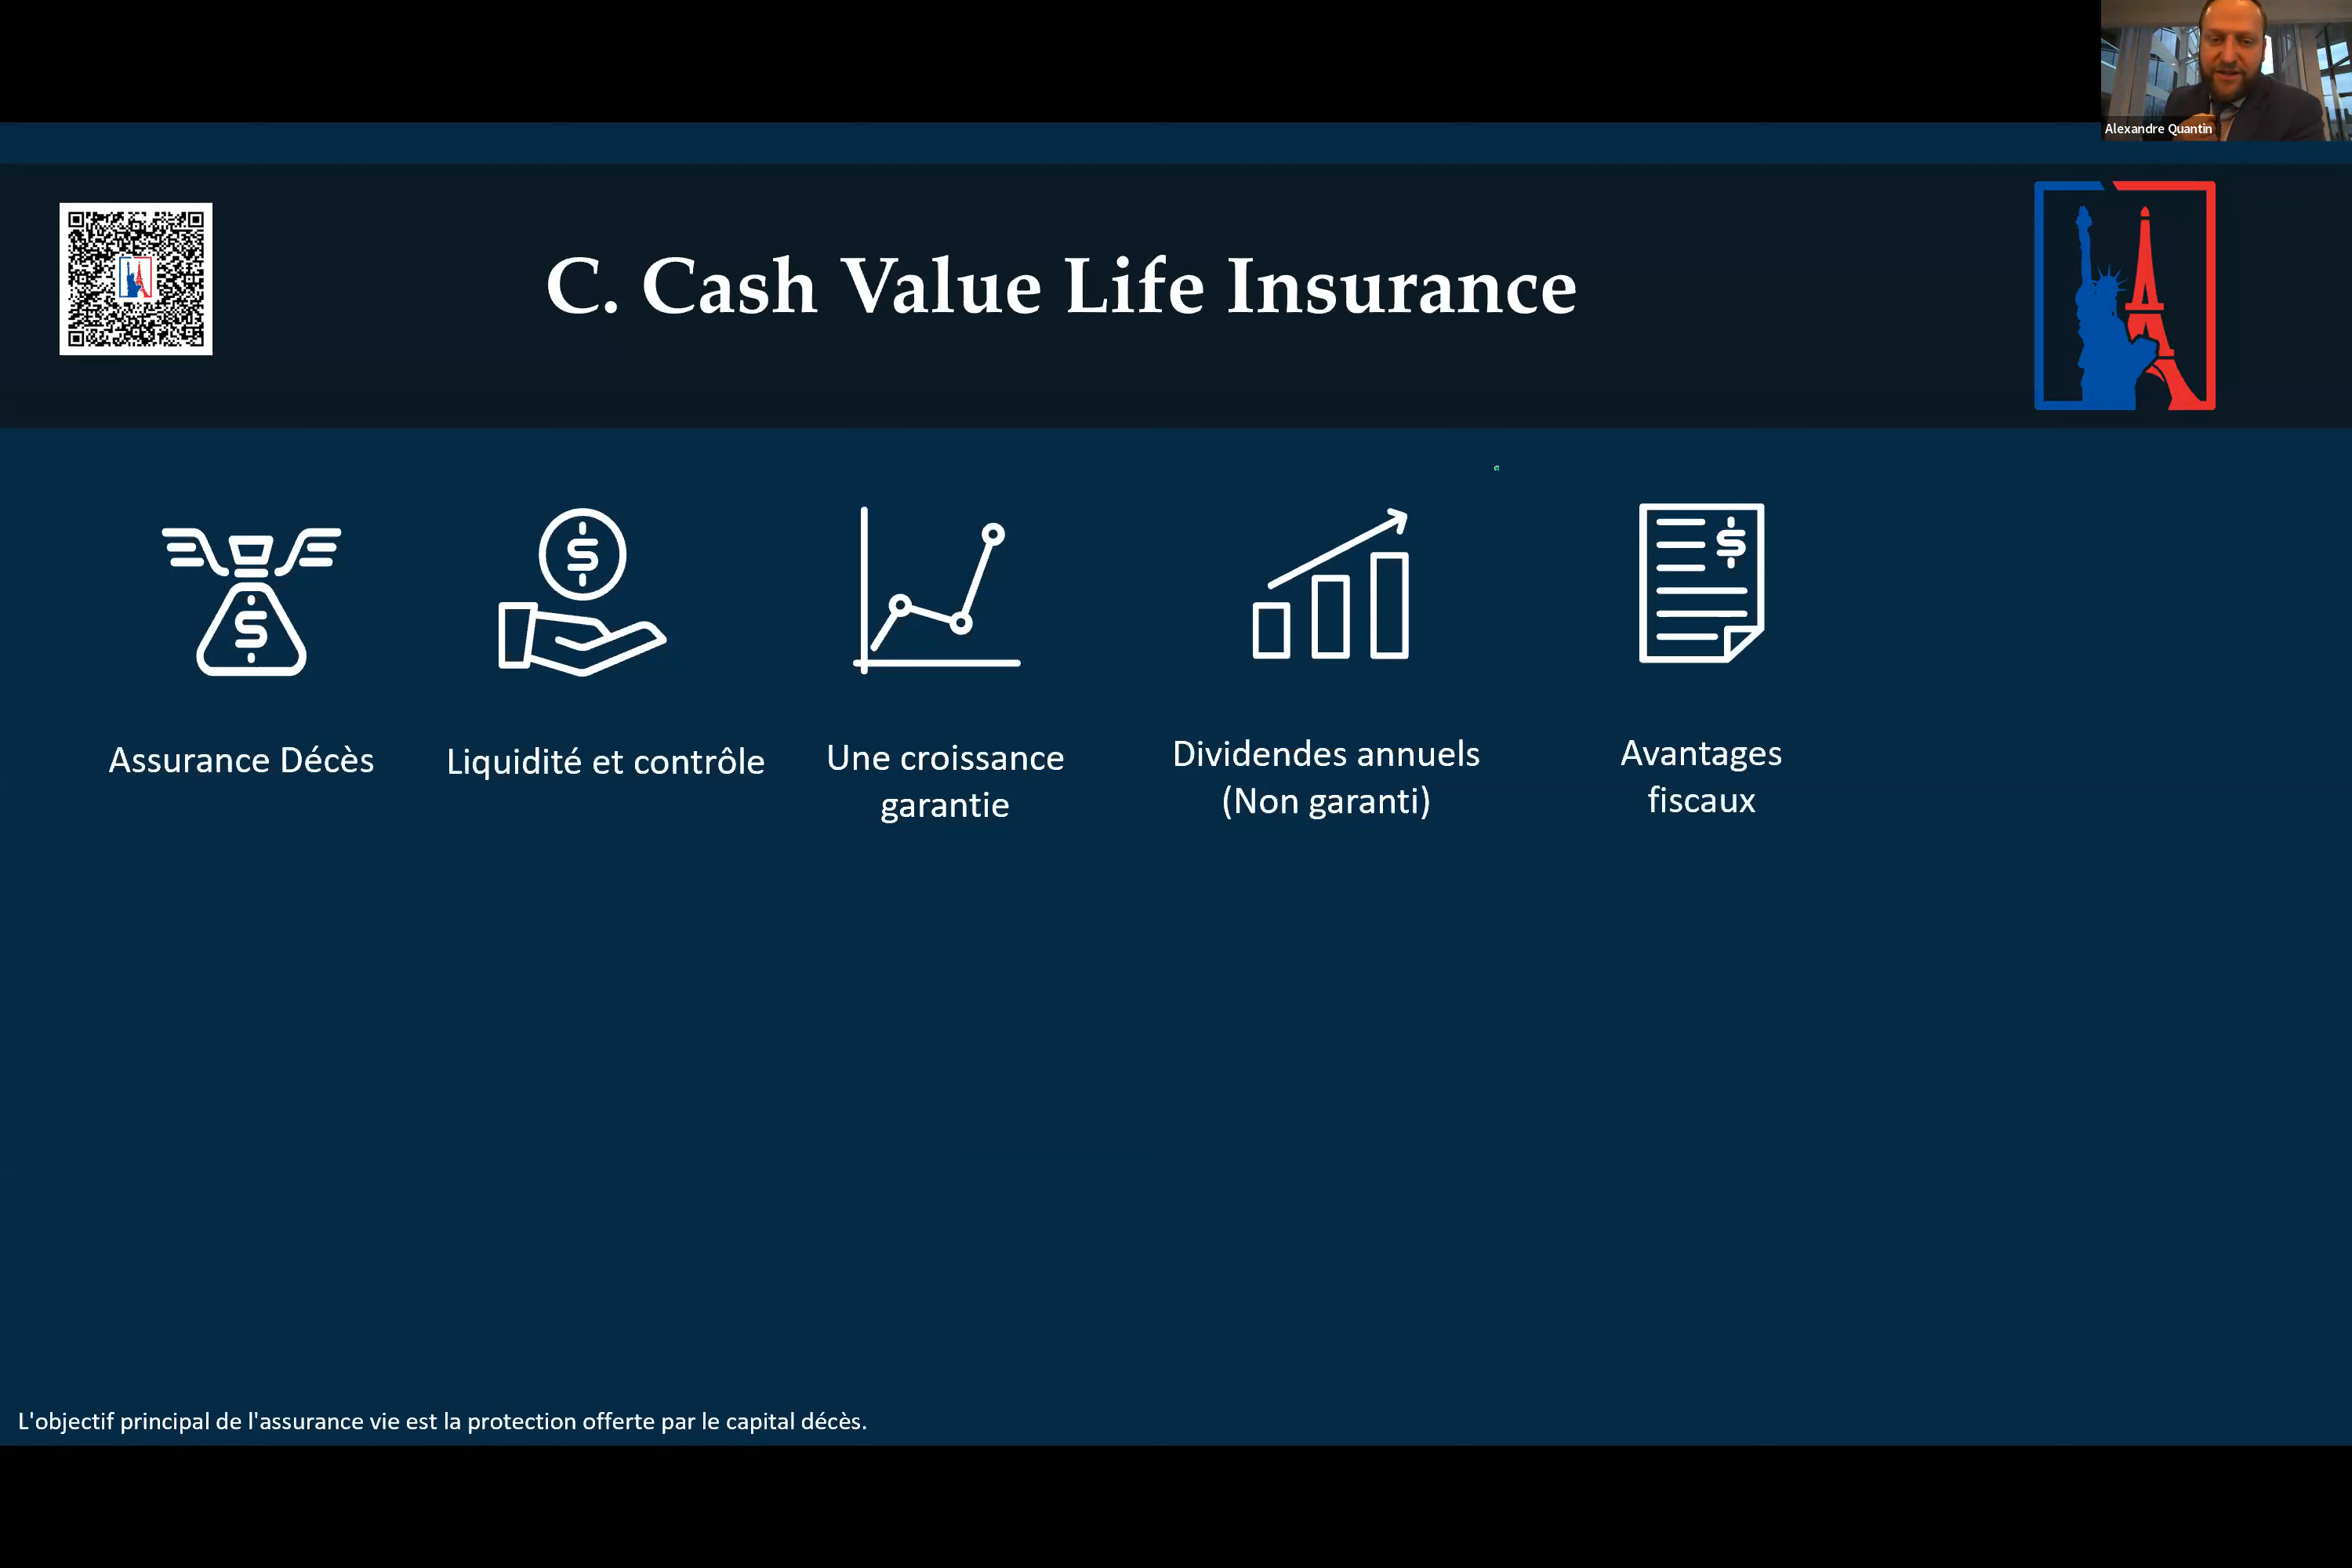 Alexandre Quantin
C. Cash Value Life Insurance
Assurance Décès
Liquidité et contrôle
Une croissance
garantie
Dividendes annuels
(Non garanti)
Avantages
fiscaux
L'objectif principal de l'assurance vie est la protection offerte par le capital décès.